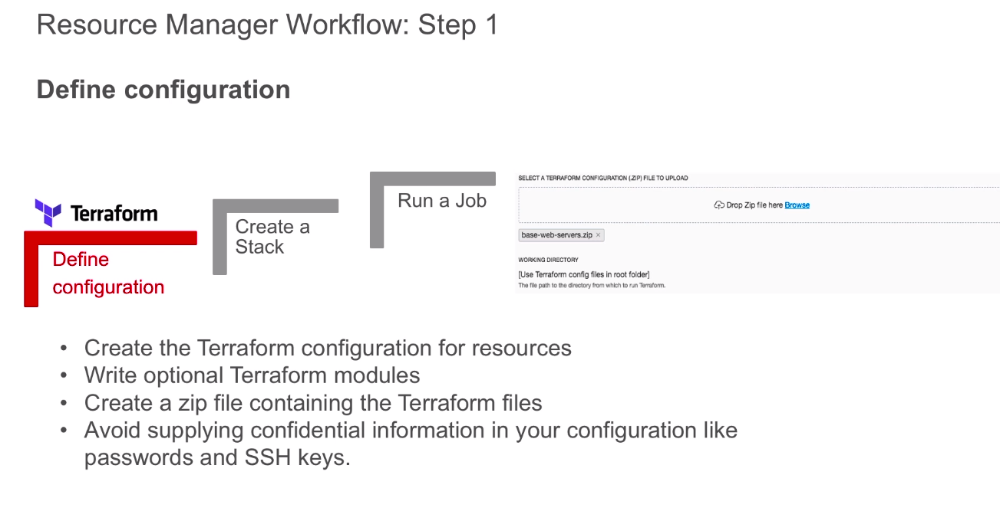 Resource Manager Workflow: Step 1
Define configuration
Terraform
Define
configuration
Create a
Stack
Run a Job
SELECT A TERRAFORM CONFIGURATION (.ZIP) FILE TO UPLOAD
Drop Zip file here Browse
base-web-servers.zip ×
WORKING DIRECTORY
[Use Terraform config files in root folder]
The file path to the directory from which to run Terraform.
• Create the Terraform configuration for resources
• Write optional Terraform modules
• Create a zip file containing the Terraform files
• Avoid supplying confidential information in your configuration like
passwords and SSH keys.